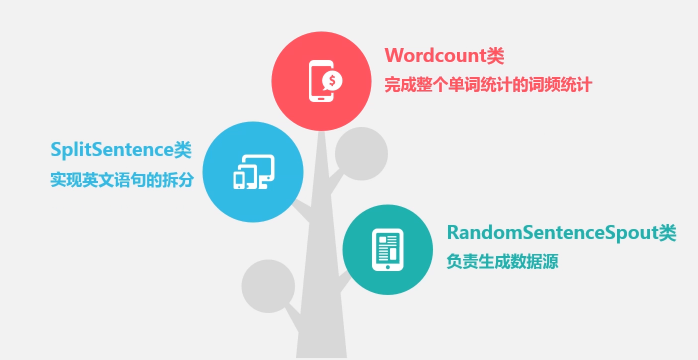 Wordcount类
完成整个单词统计的词频统计
SplitSentence类
实现英文语句的拆分
$
RandomSentenceSpout类
负责生成数据源